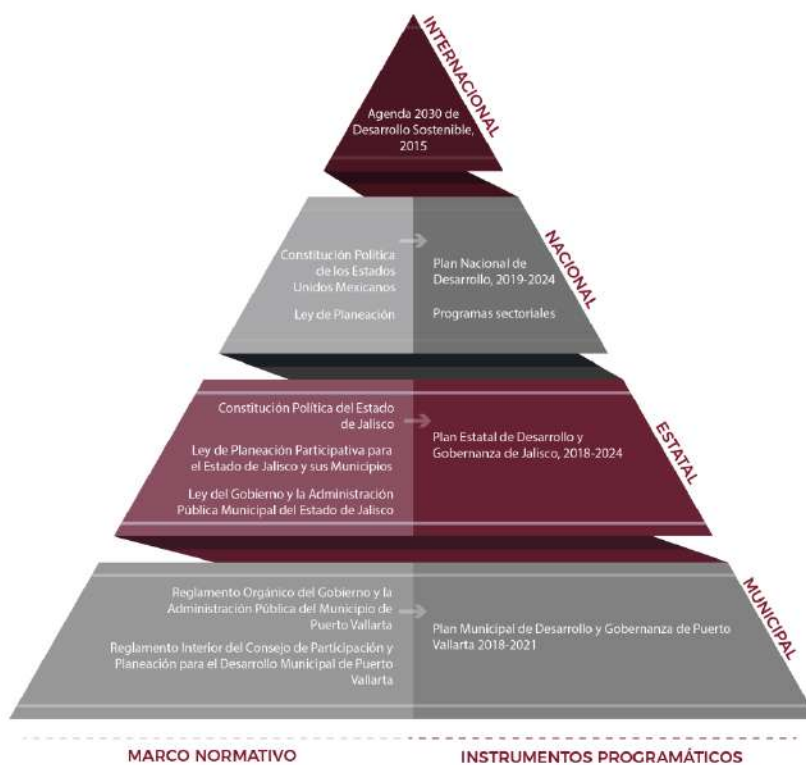 INTERNACIONAL
Agenda 2030 de
Desarrollo Sostenible,
2015
NACIONAL
Constitución Política
de los Estados
Unidos Mexicanos
Ley de Planeación
Plan Nacional de
Desarrollo, 2019-2024
Programas sectoriales
ESTATAL
Constitución Política del Estado
de Jalisco
Ley de Planeación Participativa para
el Estado de Jalisco y sus Municipios
Ley del Gobierno y la Administración
Pública Municipal del Estado de Jalisco
Plan Estatal de Desarrollo y
Gobernanza de Jalisco, 2018-2024
MUNICIPAL
Reglamento Orgánico del Gobierno y la
Administración Pública del Municipio de
Puerto Vallarta
Reglamento Interior del Consejo de Participación y
Planeación para el Desarrollo Municipal de Puerto
Vallarta
Plan Municipal de Desarrollo y Gobernanza de Puerto
Vallarta 2018-2021
MARCO NORMATIVO
INSTRUMENTOS PROGRAMÁTICOS